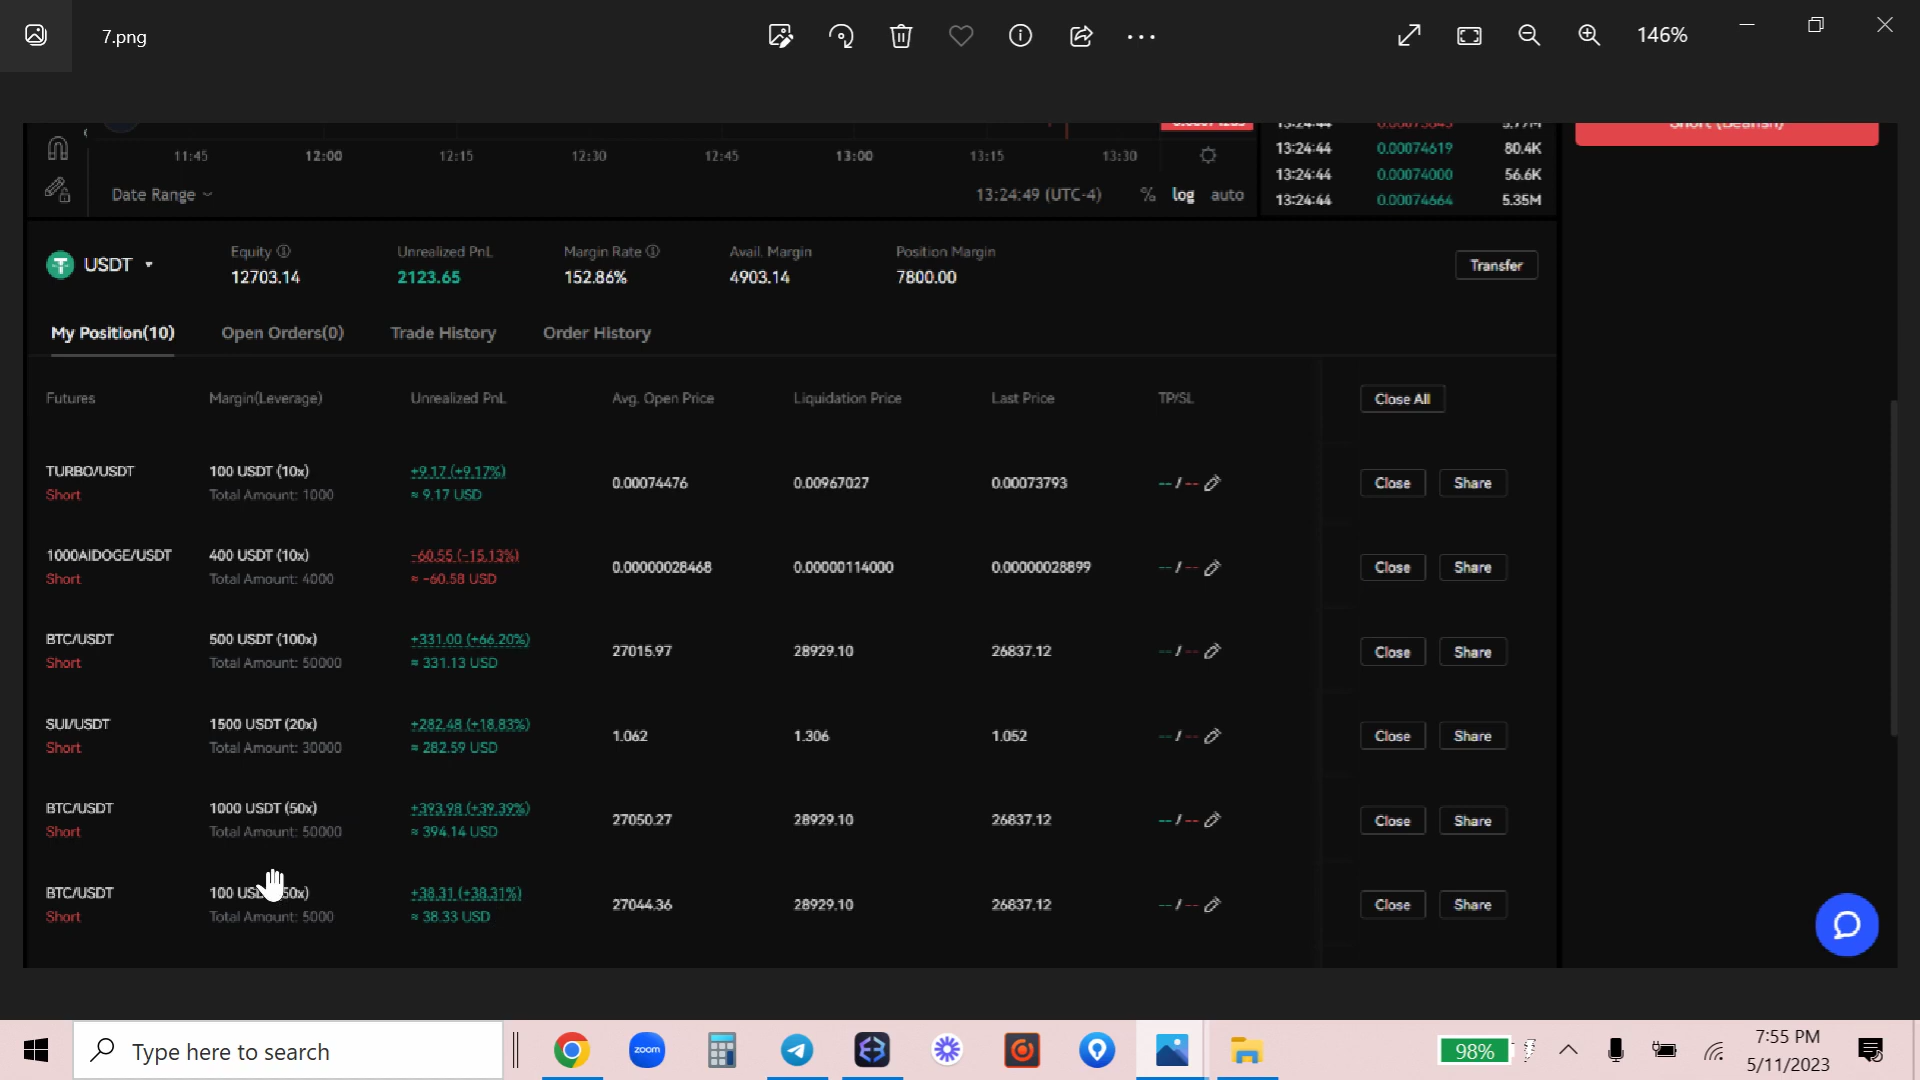 7.png
146%
11:45 12:00 12:15 12:30 12:45 13:00 13:15 13:30
Date Range
13:24:49 (UTC-4) % log auto
13:24:44 5.77M
13:24:44 0.00074619 80.4K
13:24:44 0.00074000 56.6K
13:24:44 0.00074664 5.35M
Short (Bearish)
USDT
Equity Unrealized PnL Margin Rate Avail. Margin Position Margin
12703.14 2123.65 152.86% 4903.14 7800.00
Transfer
My Position(10) Open Orders(0) Trade History Order History
Futures Margin(Leverage) Unrealized PnL Avg. Open Price Liquidation Price Last Price TP/SL Close All
TURBO/USDT 100 USDT (10x) +9.17 (+9.17%) 0.00074476 0.00967027 0.00073793 -- / -- Close Share
Short Total Amount: 1000 ≈ 9.17 USD
1000AIDOGE/USDT 400 USDT (10x) -60.55 (-15.13%) 0.00000028468 0.00000114000 0.00000028899 -- / -- Close Share
Short Total Amount: 4000 ≈ -60.58 USD
BTC/USDT 500 USDT (100x) +331.00 (+66.20%) 27015.97 28929.10 26837.12 -- / -- Close Share
Short Total Amount: 50000 ≈ 331.13 USD
SUI/USDT 1500 USDT (20x) +282.48 (+18.83%) 1.062 1.306 1.052 -- / -- Close Share
Short Total Amount: 30000 ≈ 282.59 USD
BTC/USDT 1000 USDT (50x) +393.98 (+39.39%) 27050.27 28929.10 26837.12 -- / -- Close Share
Short Total Amount: 50000 ≈ 394.14 USD
BTC/USDT 100 +38.31 (+38.31%) 27044.36 28929.10 26837.12 -- / -- Close Share
Short Total Amount: 5000 ≈ 38.33 USD
Type here to search
zoom
98%
7:55 PM
5/11/2023